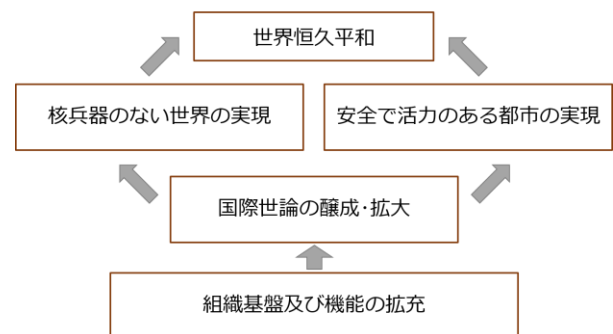 世界恒久平和
核兵器のない世界の実現
安全で活力のある都市の実現
国際世論の醸成・拡大
組織基盤及び機能の拡充